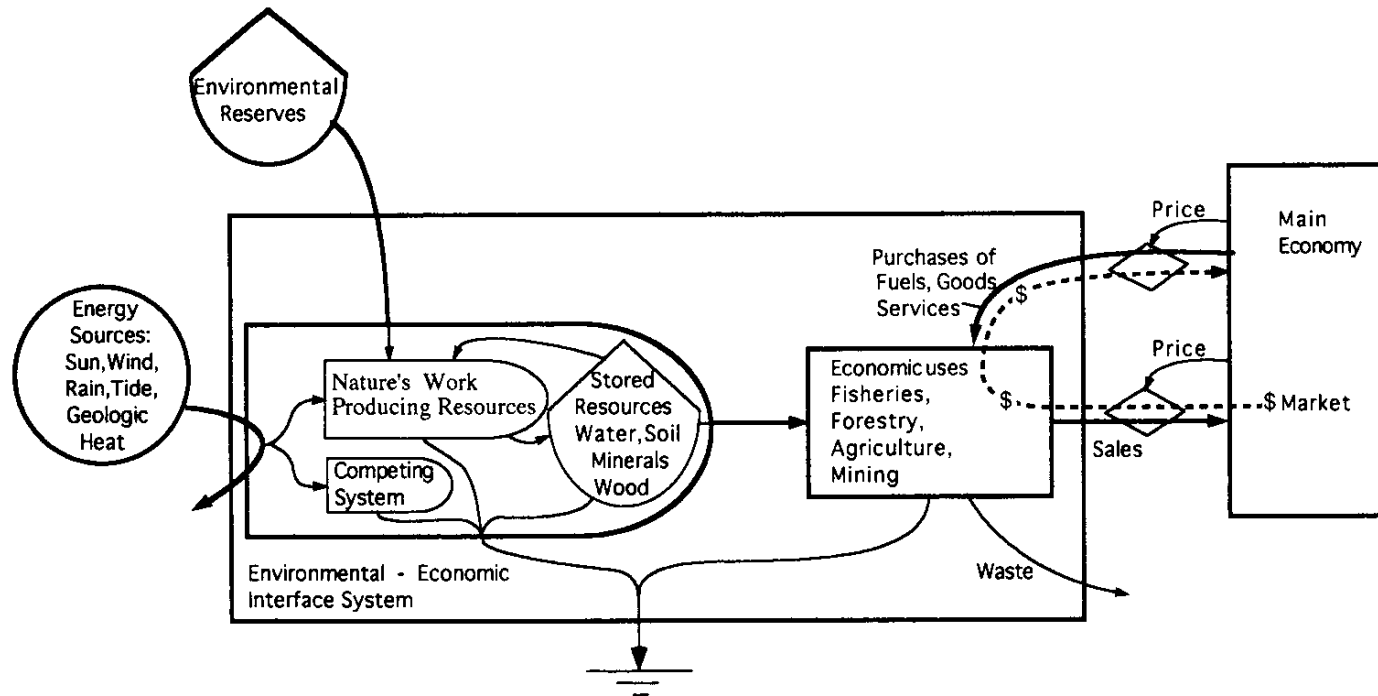 Environmental
Reserves
Energy
Sources:
Sun,Wind,
Rain,Tide,
Geologic
Heat
Nature's Work
Producing Resources
Competing
System
Stored
Resources
Water,Soil
Minerals
Wood
Environmental - Economic
Interface System
Purchases of
Fuels, Goods
Services
$
Economic uses
Fisheries,
Forestry,
Agriculture,
Mining
$
Price
Price
Sales
Waste
Main
Economy
$ Market